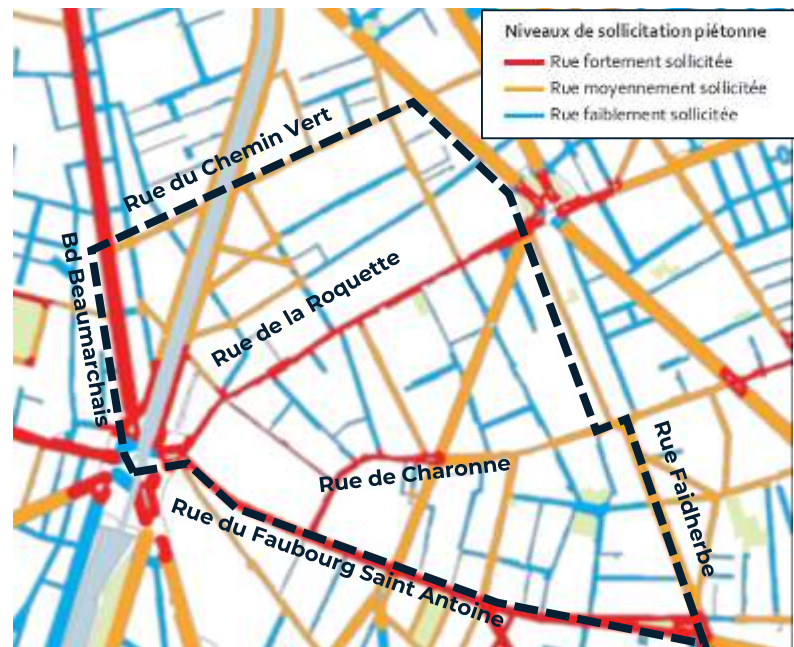 Niveaux de sollicitation piétonne
Rue fortement sollicitée
Rue moyennement sollicitée
Rue faiblement sollicitée
Rue du Chemin Vert
Bd Beaumarchais
Rue de la Roquette
Rue de Charonne
Rue Faidherbe
Rue du Faubourg Saint Antoine